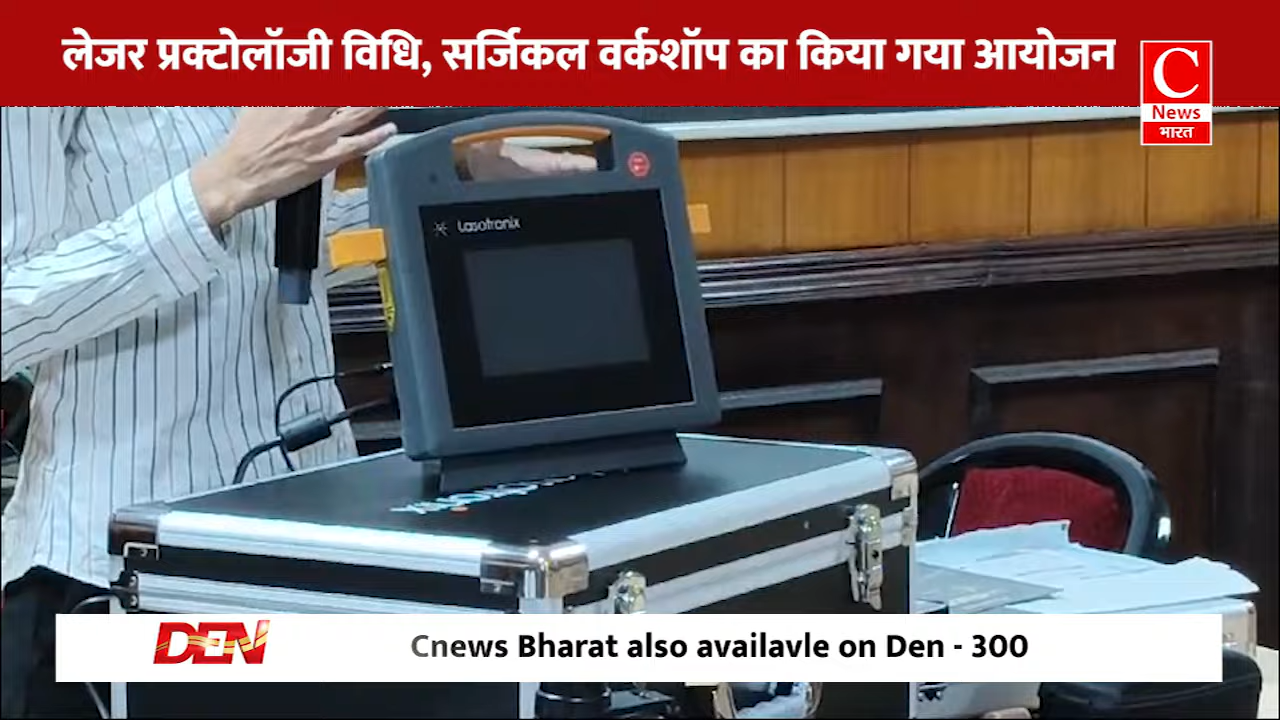 लेजर प्रक्टोलॉजी विधि, सर्जिकल वर्कशॉप का किया गया आयोजन
C
News
भारत
Lasotronix
DEN
Cnews Bharat also availavle on Den - 300